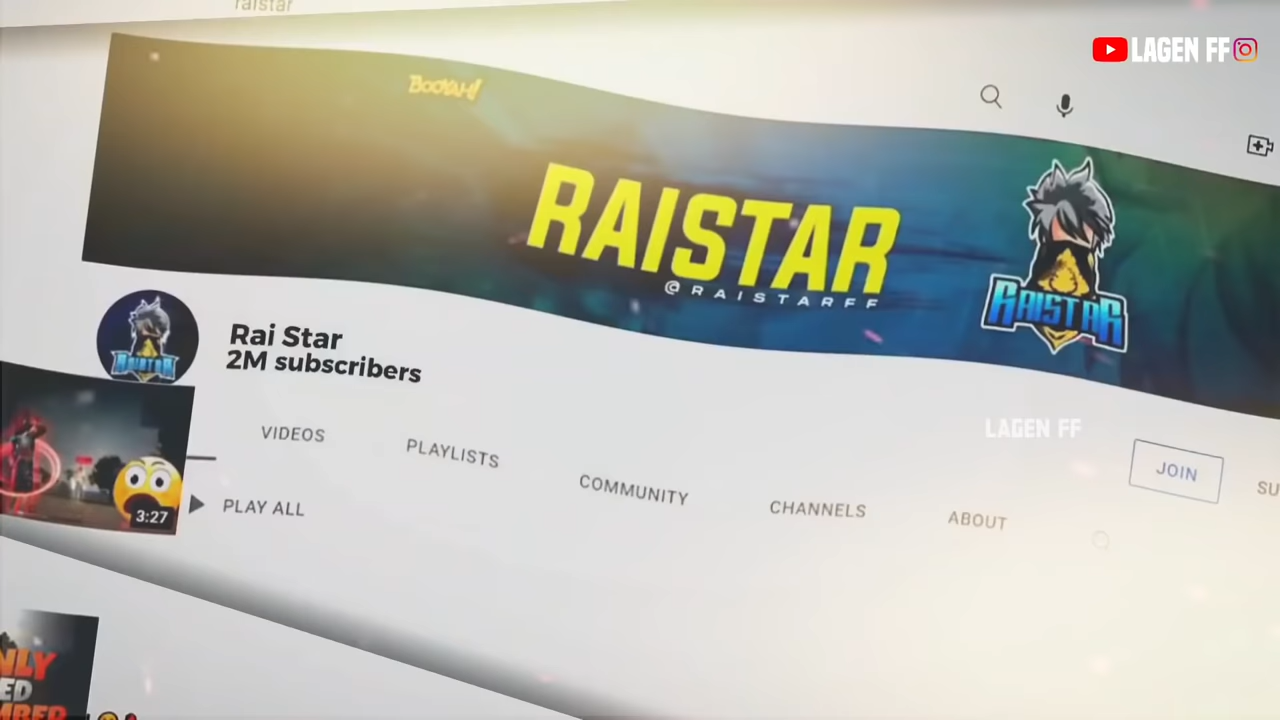 raistar
LAGEN FF
BOOYAH!
RAISTAR
@RAISTARFF
RAISTAR
RAISTAR
Rai Star
2M subscribers
VIDEOS
PLAYLISTS
COMMUNITY
CHANNELS
ABOUT
LAGEN FF
JOIN
3:27
PLAY ALL